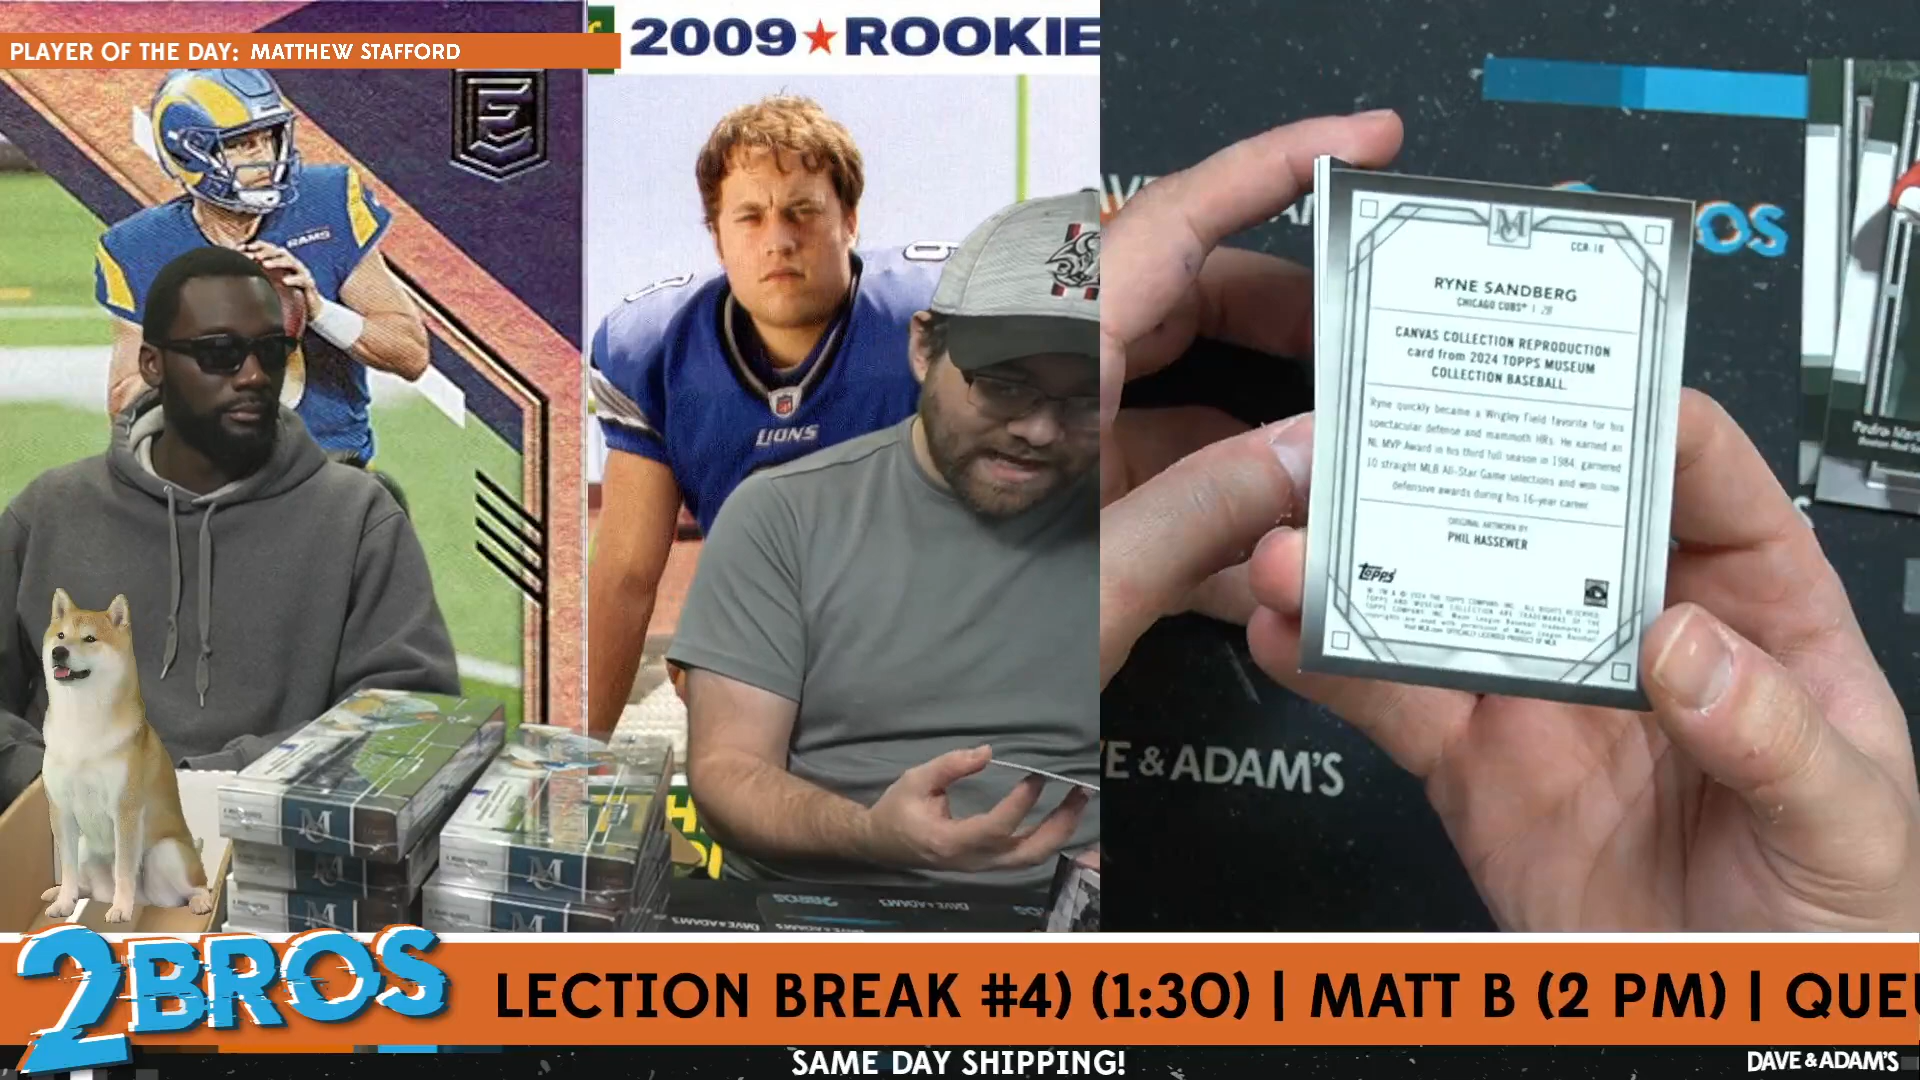 PLAYER OF THE DAY: MATTHEW STAFFORD
2009★ROOKIE
RAMS
LIONS
CCR-10
RYNE SANDBERG
CHICAGO CUBS® | 2B
CANVAS COLLECTION REPRODUCTION
card from 2024 TOPPS MUSEUM
COLLECTION BASEBALL.
Ryne quickly became a Wrigley Field favorite for his
spectacular defense and mammoth HRs. He earned an
NL MVP Award in his third full season in 1984, garnered
10 straight MLB All-Star Game selections and won nine
defensive awards during his 16-year career.
ORIGINAL ARTWORK BY
PHIL HASSEWER
Topps
OS
E & ADAM'S
2BROS
LECTION BREAK #4) (1:30) | MATT B (2 PM) | QUEU
SAME DAY SHIPPING!
DAVE & ADAM'S